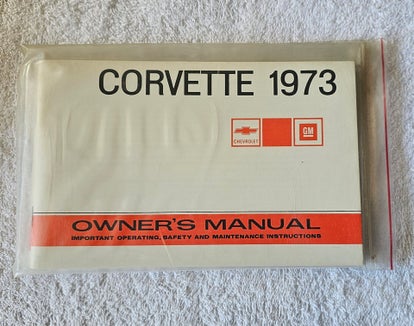 CORVETTE 1973
CHEVROLET
GM
OWNER'S MANUAL
IMPORTANT OPERATING, SAFETY AND MAINTENANCE INSTRUCTIONS